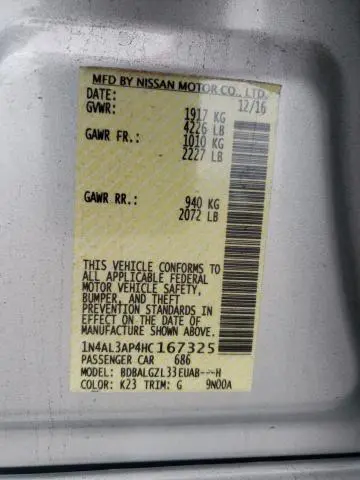 MFD BY NISSAN MOTOR CO., LTD.
DATE: 12/16
GVWR: 1917 KG
4226 LB
GAWR FR.: 1010 KG
2227 LB
GAWR RR.: 940 KG
2072 LB
THIS VEHICLE CONFORMS TO
ALL APPLICABLE FEDERAL
MOTOR VEHICLE SAFETY,
BUMPER, AND THEFT
PREVENTION STANDARDS IN
EFFECT ON THE DATE OF
MANUFACTURE SHOWN ABOVE.
1N4AL3AP4HC167325
PASSENGER CAR 686
MODEL: BDBALGZL33EUAB---H
COLOR: K23 TRIM: G 9N00A